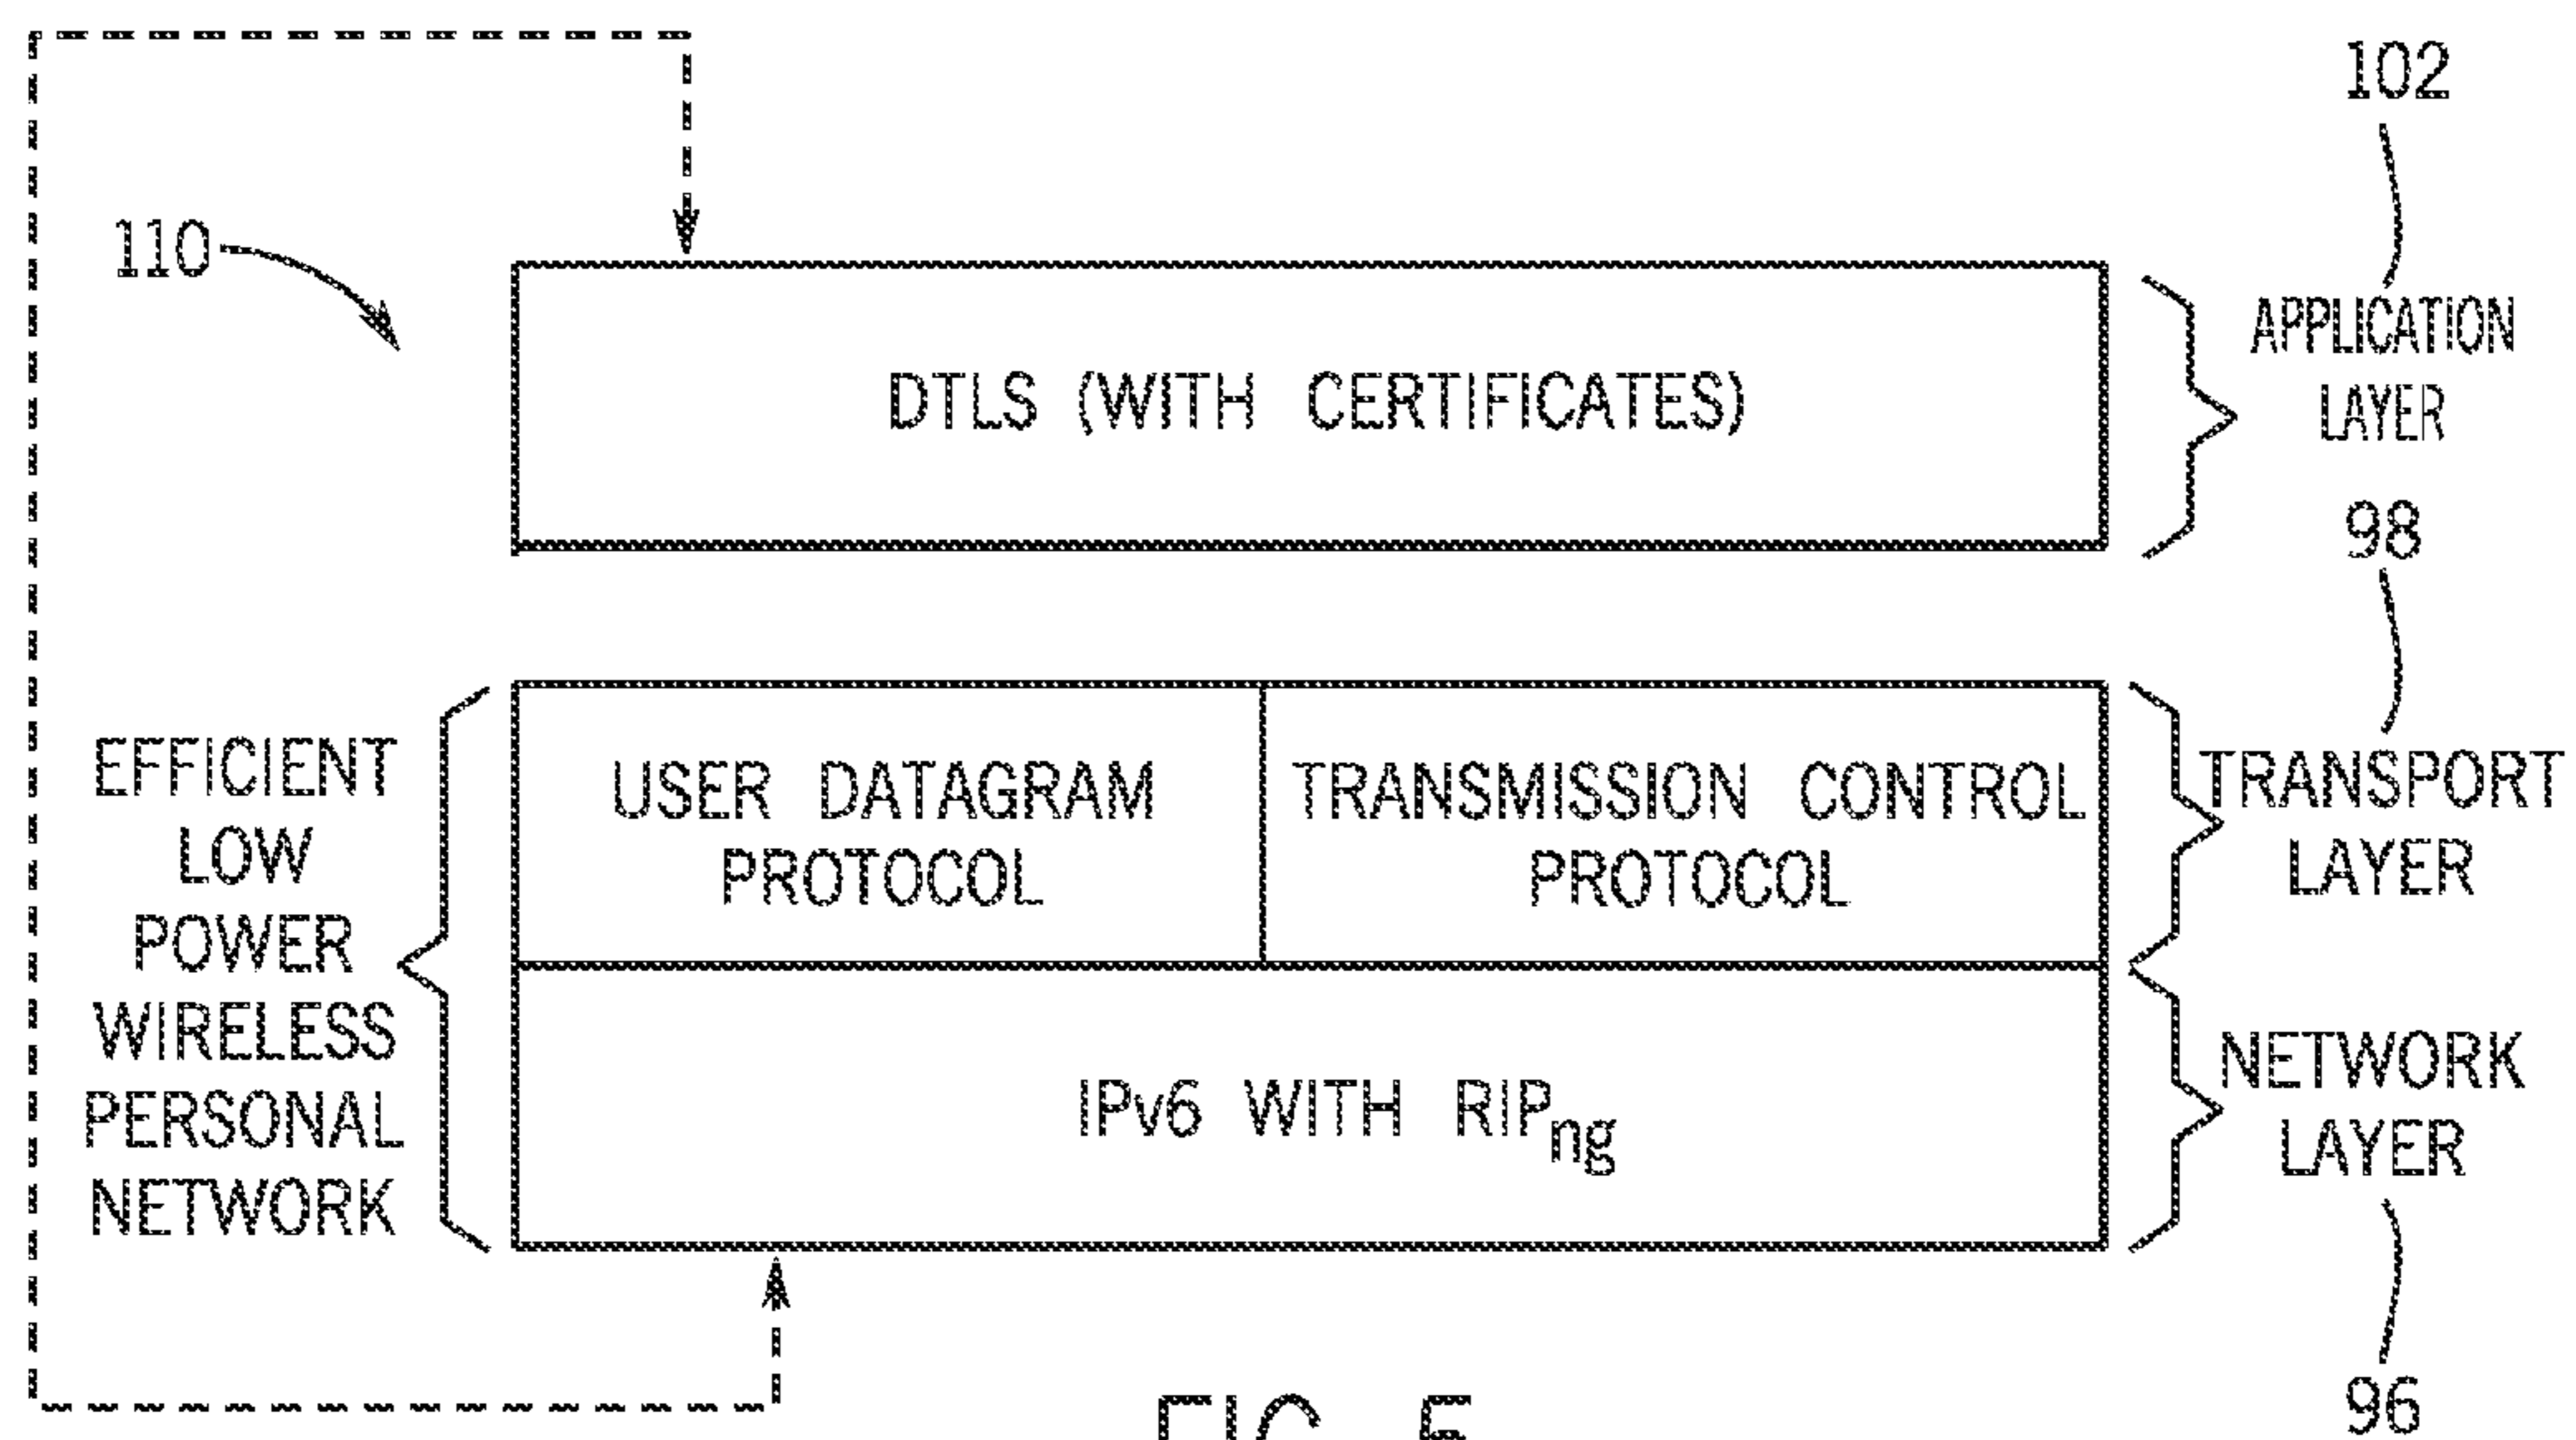 102
110
APPLICATION
LAYER
DTLS (WITH CERTIFICATES)
98
EFFICIENT
LOW
POWER
WIRELESS
PERSONAL
NETWORK
USER DATAGRAM
PROTOCOL
TRANSMISSION CONTROL
PROTOCOL
TRANSPORT
LAYER
IPv6 WITH RIPng
NETWORK
LAYER
96